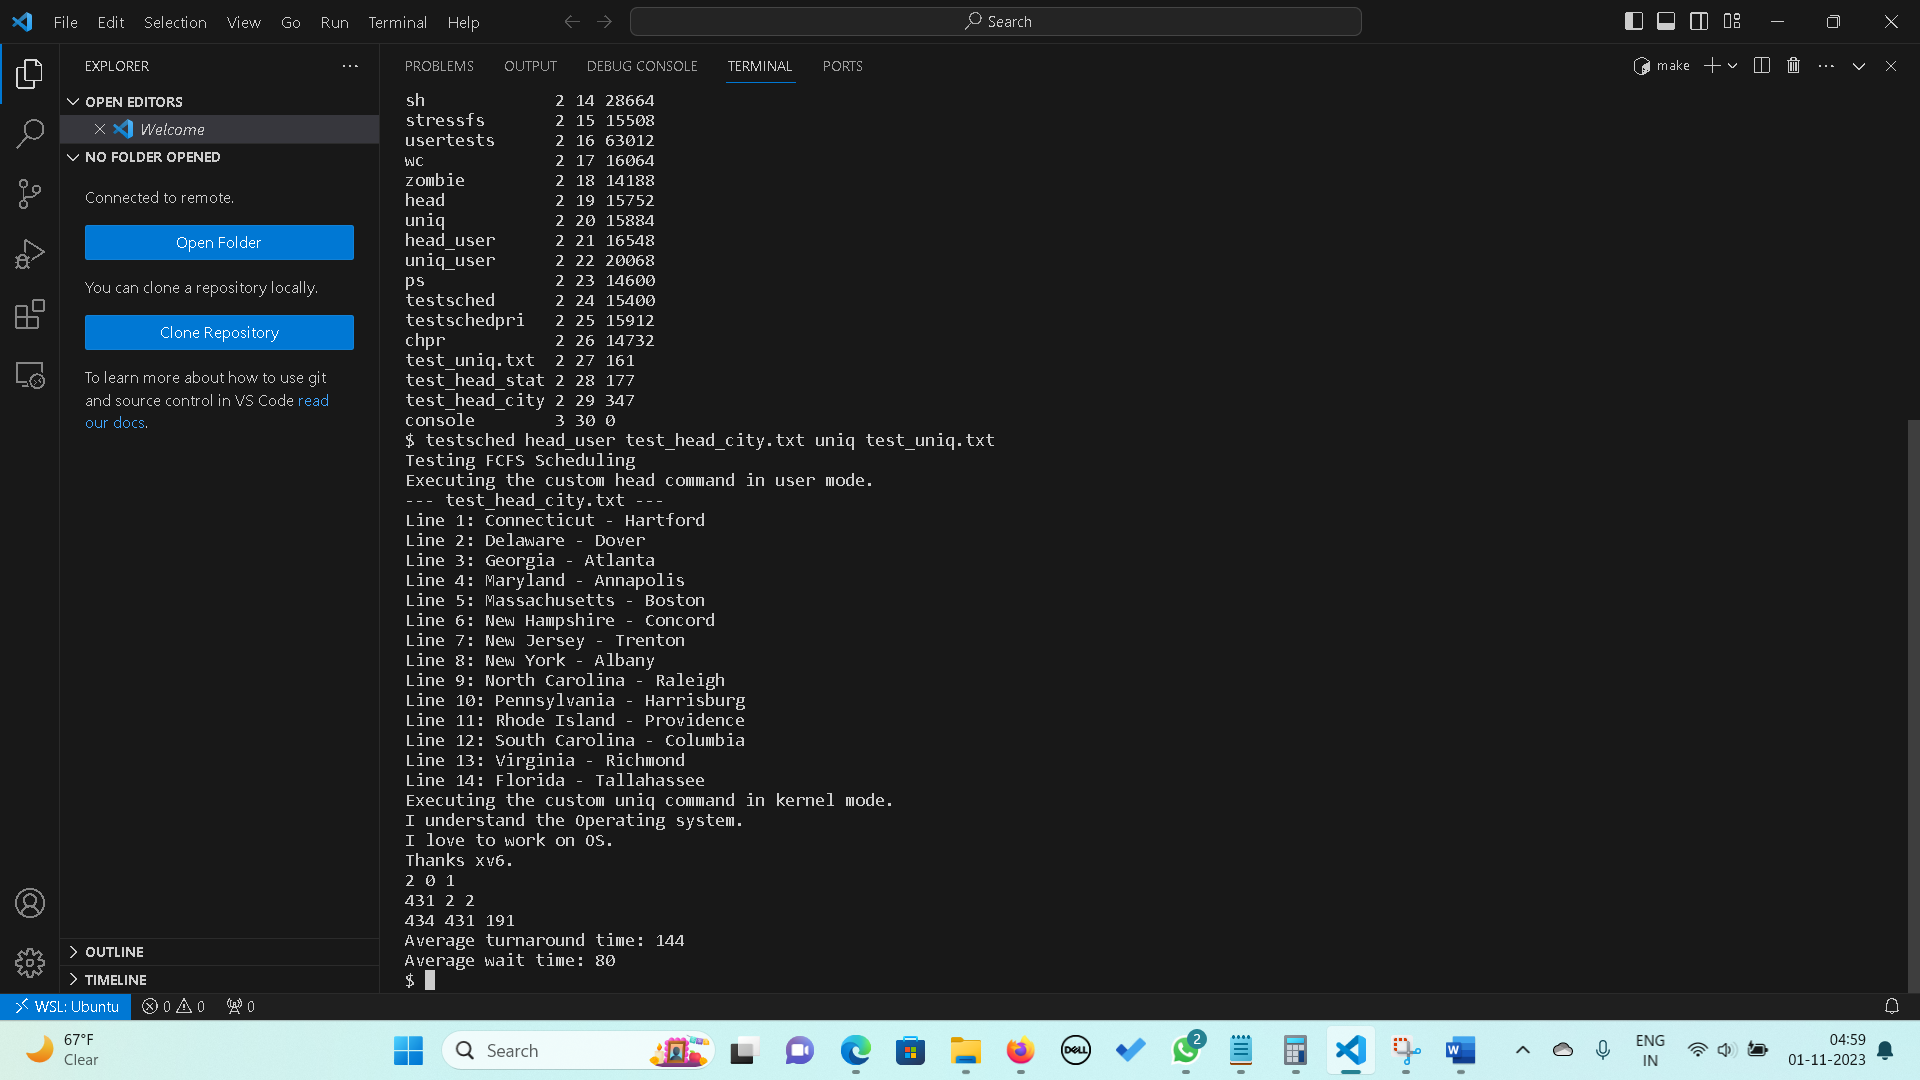 File Edit Selection View Go Run Terminal Help
Search
EXPLORER
OPEN EDITORS
Welcome
NO FOLDER OPENED
Connected to remote.
Open Folder
You can clone a repository locally.
Clone Repository
To learn more about how to use git
and source control in VS Code read
our docs.
OUTLINE
TIMELINE
PROBLEMS OUTPUT DEBUG CONSOLE TERMINAL PORTS
make
sh 2 14 28664
stressfs 2 15 15508
usertests 2 16 63012
wc 2 17 16064
zombie 2 18 14188
head 2 19 15752
uniq 2 20 15884
head_user 2 21 16548
uniq_user 2 22 20068
ps 2 23 14600
testsched 2 24 15400
testschedpri 2 25 15912
chpr 2 26 14732
test_uniq.txt 2 27 161
test_head_stat 2 28 177
test_head_city 2 29 347
console 3 30 0
$ testsched head_user test_head_city.txt uniq test_uniq.txt
Testing FCFS Scheduling
Executing the custom head command in user mode.
--- test_head_city.txt ---
Line 1: Connecticut - Hartford
Line 2: Delaware - Dover
Line 3: Georgia - Atlanta
Line 4: Maryland - Annapolis
Line 5: Massachusetts - Boston
Line 6: New Hampshire - Concord
Line 7: New Jersey - Trenton
Line 8: New York - Albany
Line 9: North Carolina - Raleigh
Line 10: Pennsylvania - Harrisburg
Line 11: Rhode Island - Providence
Line 12: South Carolina - Columbia
Line 13: Virginia - Richmond
Line 14: Florida - Tallahassee
Executing the custom uniq command in kernel mode.
I understand the Operating system.
I love to work on OS.
Thanks xv6.
2 0 1
431 2 2
434 431 191
Average turnaround time: 144
Average wait time: 80
$
WSL: Ubuntu 0 0 0
67°F
Clear
Search
DELL
2
ENG
IN
04:59
01-11-2023